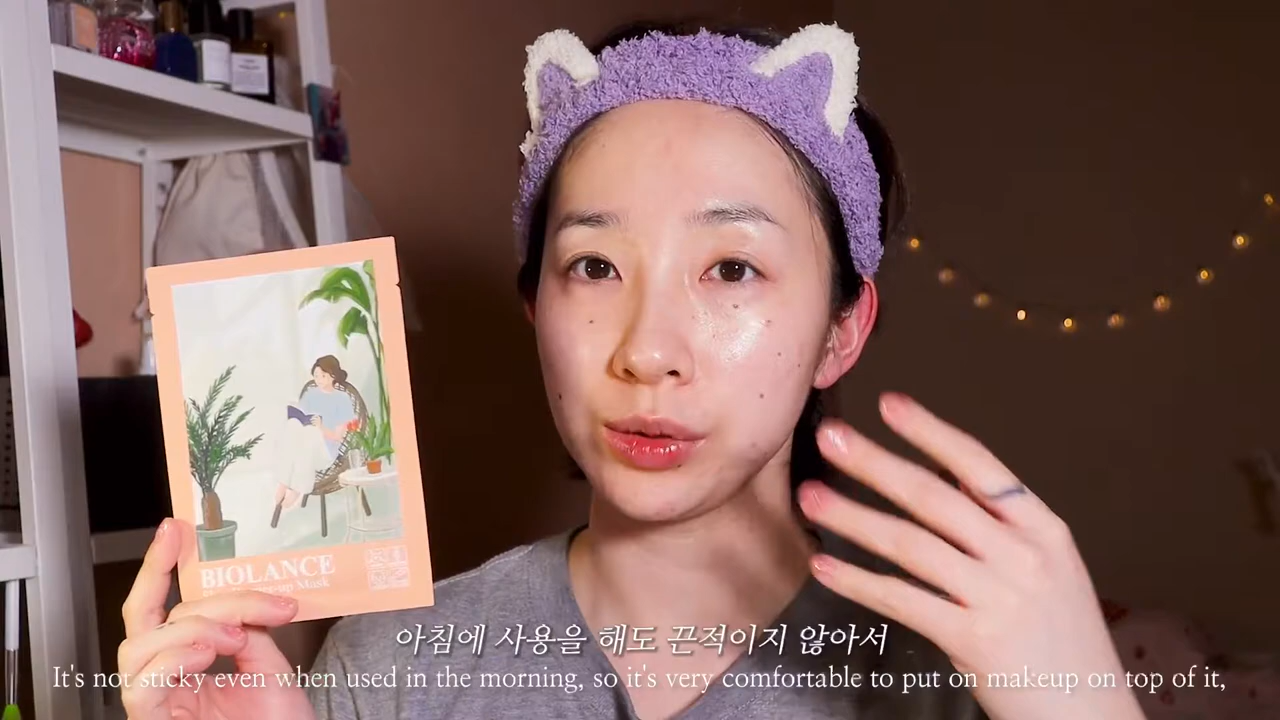 BIOLANCE
Mask
아침에 사용을 해도 끈적이지 않아서
It's not sticky even when used in the morning, so it's very comfortable to put on makeup on top of it,